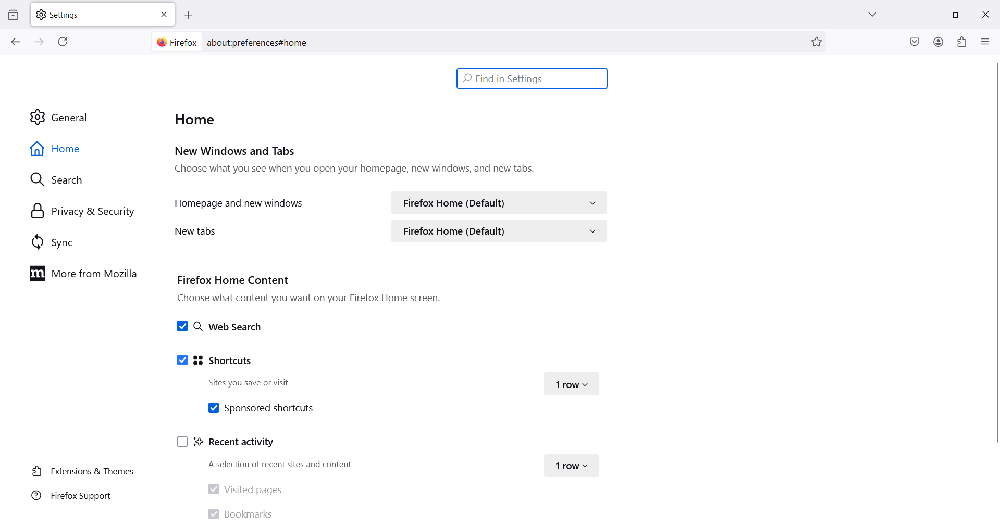 Settings
Firefox
about:preferences#home
Find in Settings
General
Home
Search
Privacy & Security
Sync
m More from Mozilla
Extensions & Themes
Firefox Support
Home
New Windows and Tabs
Choose what you see when you open your homepage, new windows, and new tabs.
Homepage and new windows
Firefox Home (Default)
New tabs
Firefox Home (Default)
Firefox Home Content
Choose what content you want on your Firefox Home screen.
Web Search
Shortcuts
Sites you save or visit
1 row
Sponsored shortcuts
Recent activity
A selection of recent sites and content
1 row
Visited pages
Bookmarks